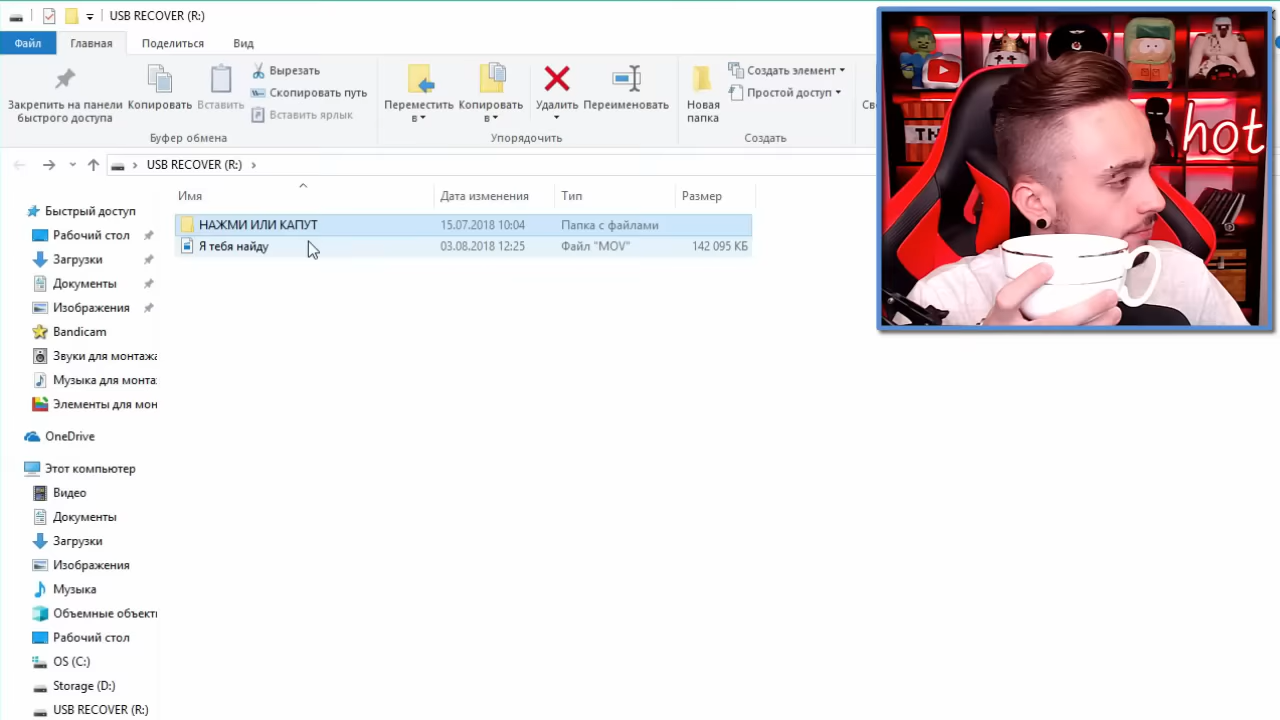 USB RECOVER (R:)
Файл Главная Поделиться Вид
Закрепить на панели быстрого доступа
Копировать
Вставить
Вырезать
Скопировать путь
Вставить ярлык
Буфер обмена
Переместить в
Копировать в
Удалить
Переименовать
Упорядочить
Новая папка
Создать элемент
Простой доступ
Создать
USB RECOVER (R:)
Имя Дата изменения Тип Размер
НАЖМИ ИЛИ КАПУТ 15.07.2018 10:04 Папка с файлами
Я тебя найду 03.08.2018 12:25 Файл "MOV" 142 095 КБ
Быстрый доступ
Рабочий стол
Загрузки
Документы
Изображения
Bandicam
Звуки для монтажа
Музыка для монта
Элементы для мон
OneDrive
Этот компьютер
Видео
Документы
Загрузки
Изображения
Музыка
Объемные объект
Рабочий стол
OS (C:)
Storage (D:)
USB RECOVER (R:)
hot